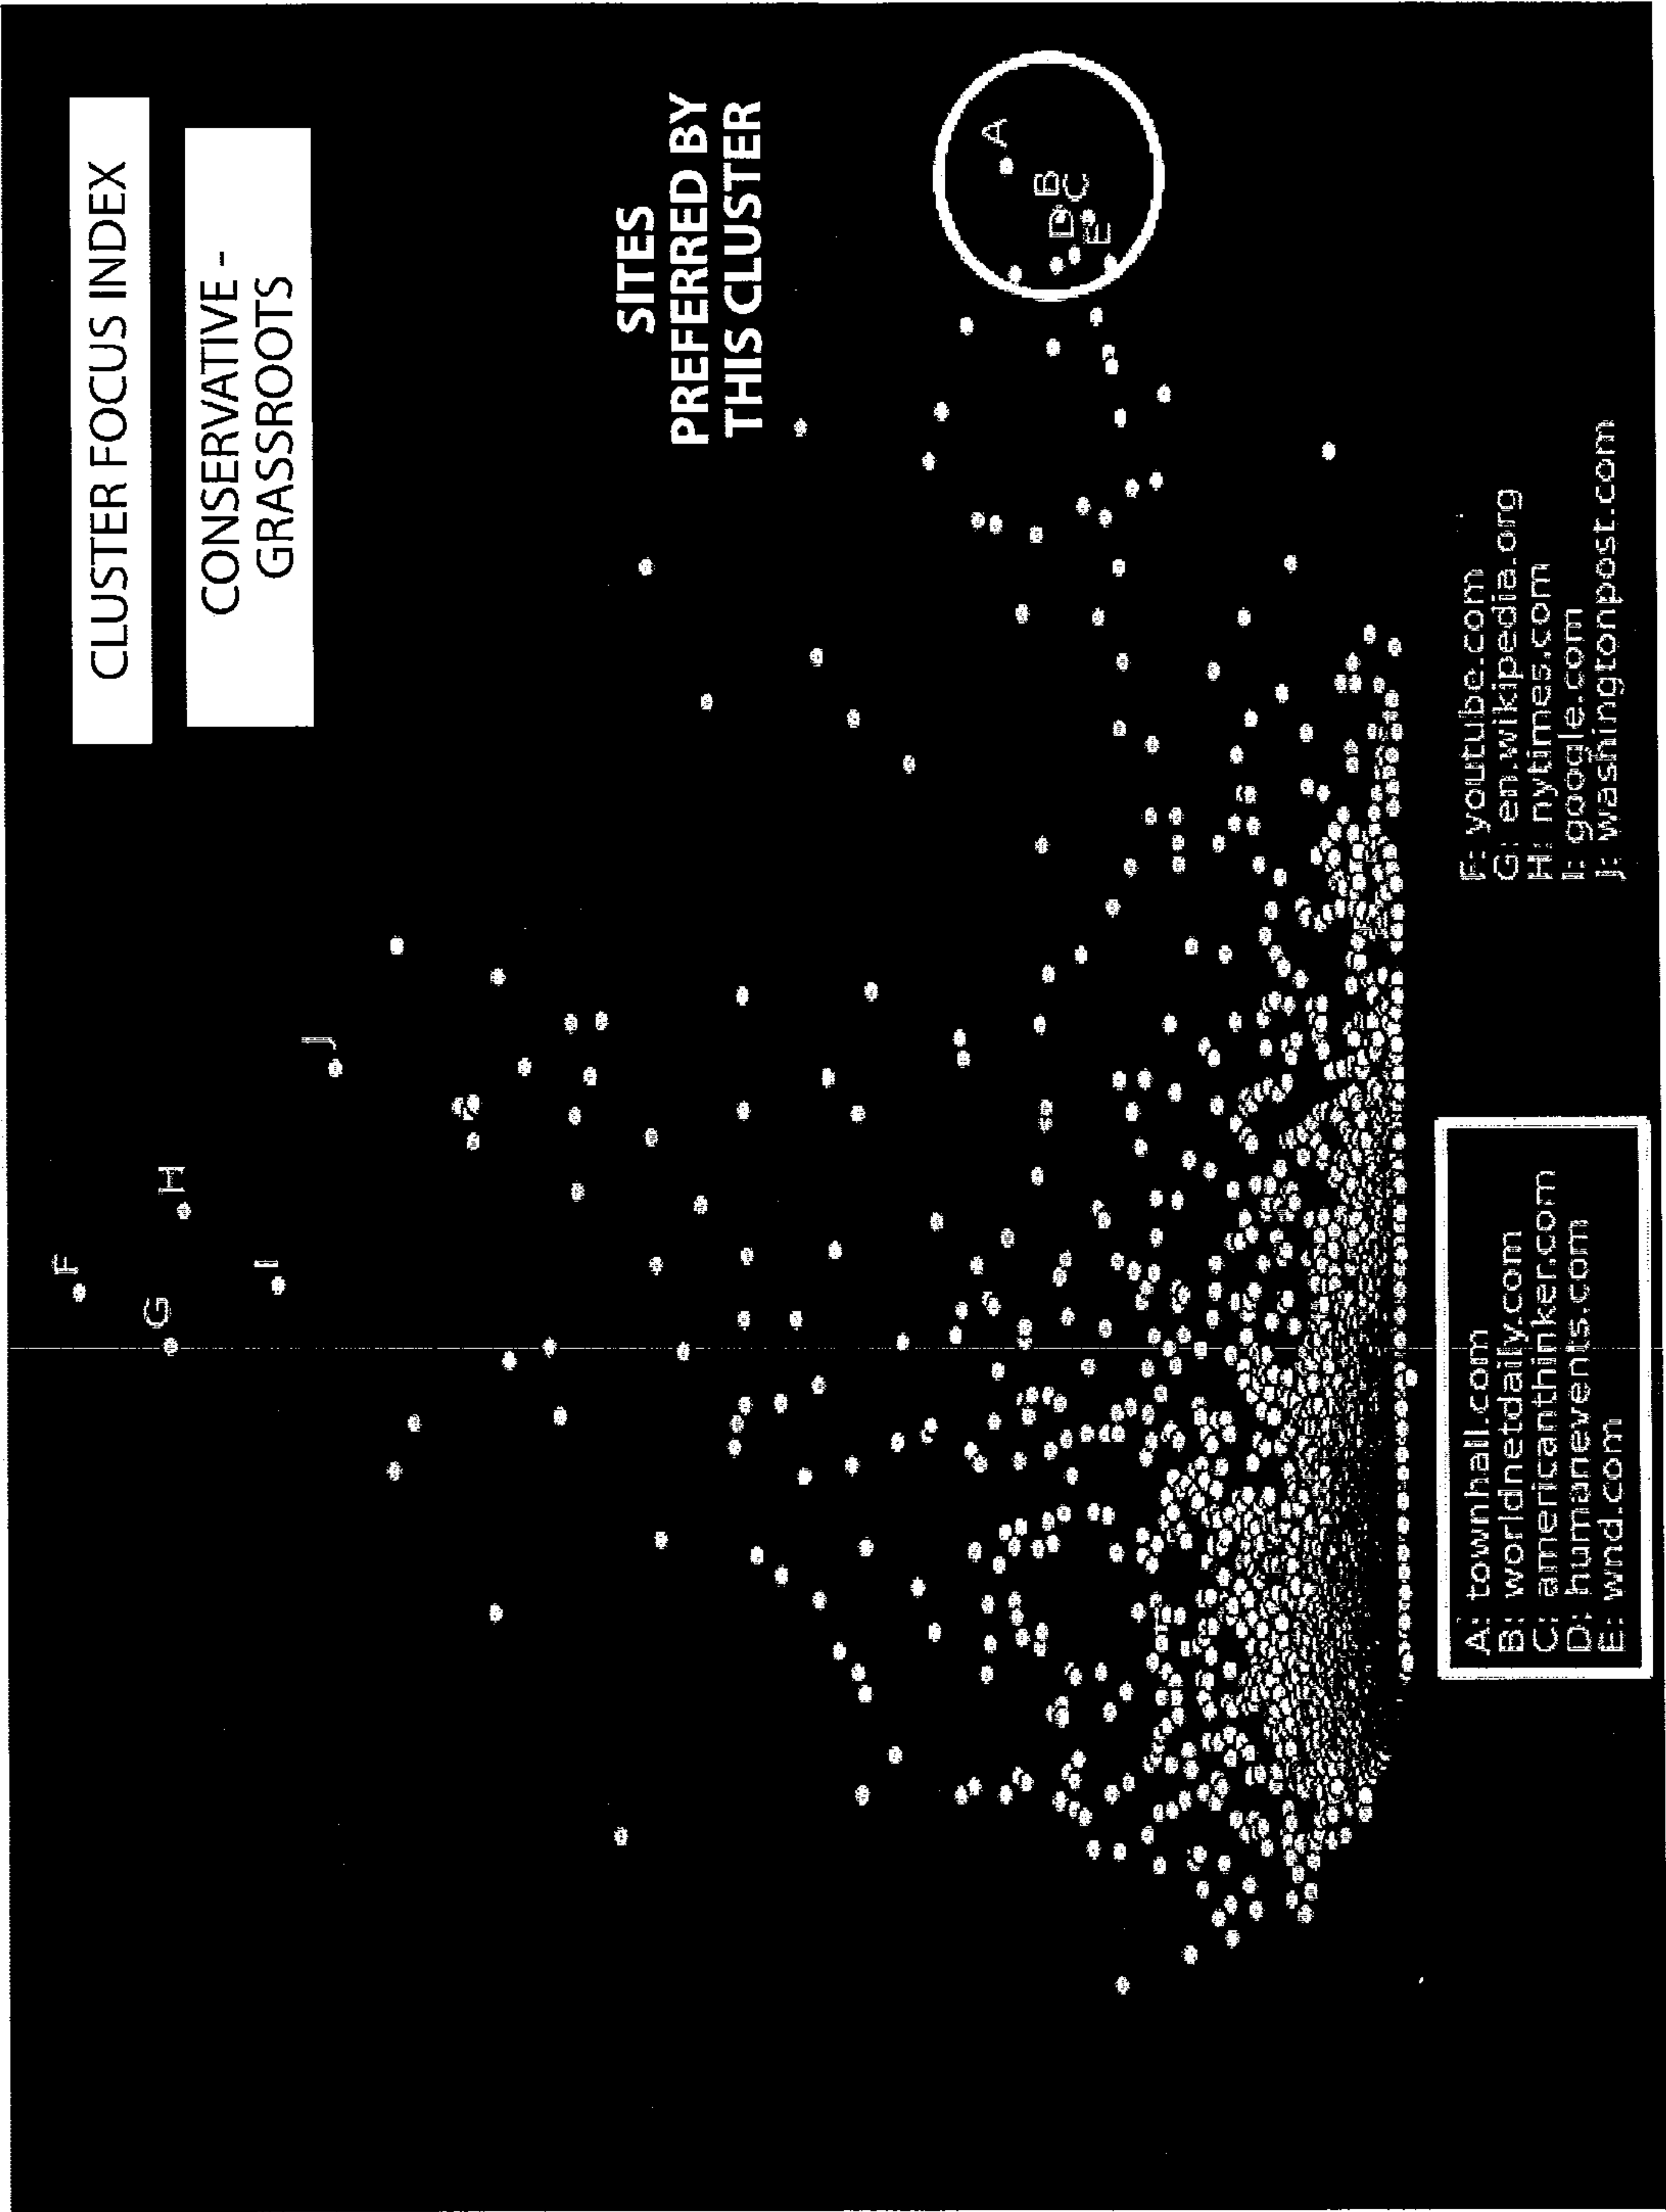 CLUSTER FOCUS INDEX
CONSERVATIVE -
GRASSROOTS
SITES
PREFERRED BY
THIS CLUSTER
F
G
H
I
J
A
B
C
D
E
A: townhall.com
B: worldnetdaily.com
C: americanthinker.com
D: humanevents.com
E: wnd.com
F: youtube.com
G: en.wikipedia.org
H: nytimes.com
I: google.com
J: washingtonpost.com